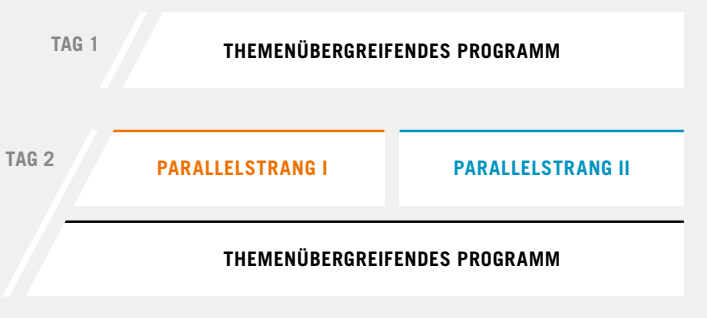 TAG 1
THEMENÜBERGREIFENDES PROGRAMM
TAG 2
PARALLELSTRANG I
PARALLELSTRANG II
THEMENÜBERGREIFENDES PROGRAMM